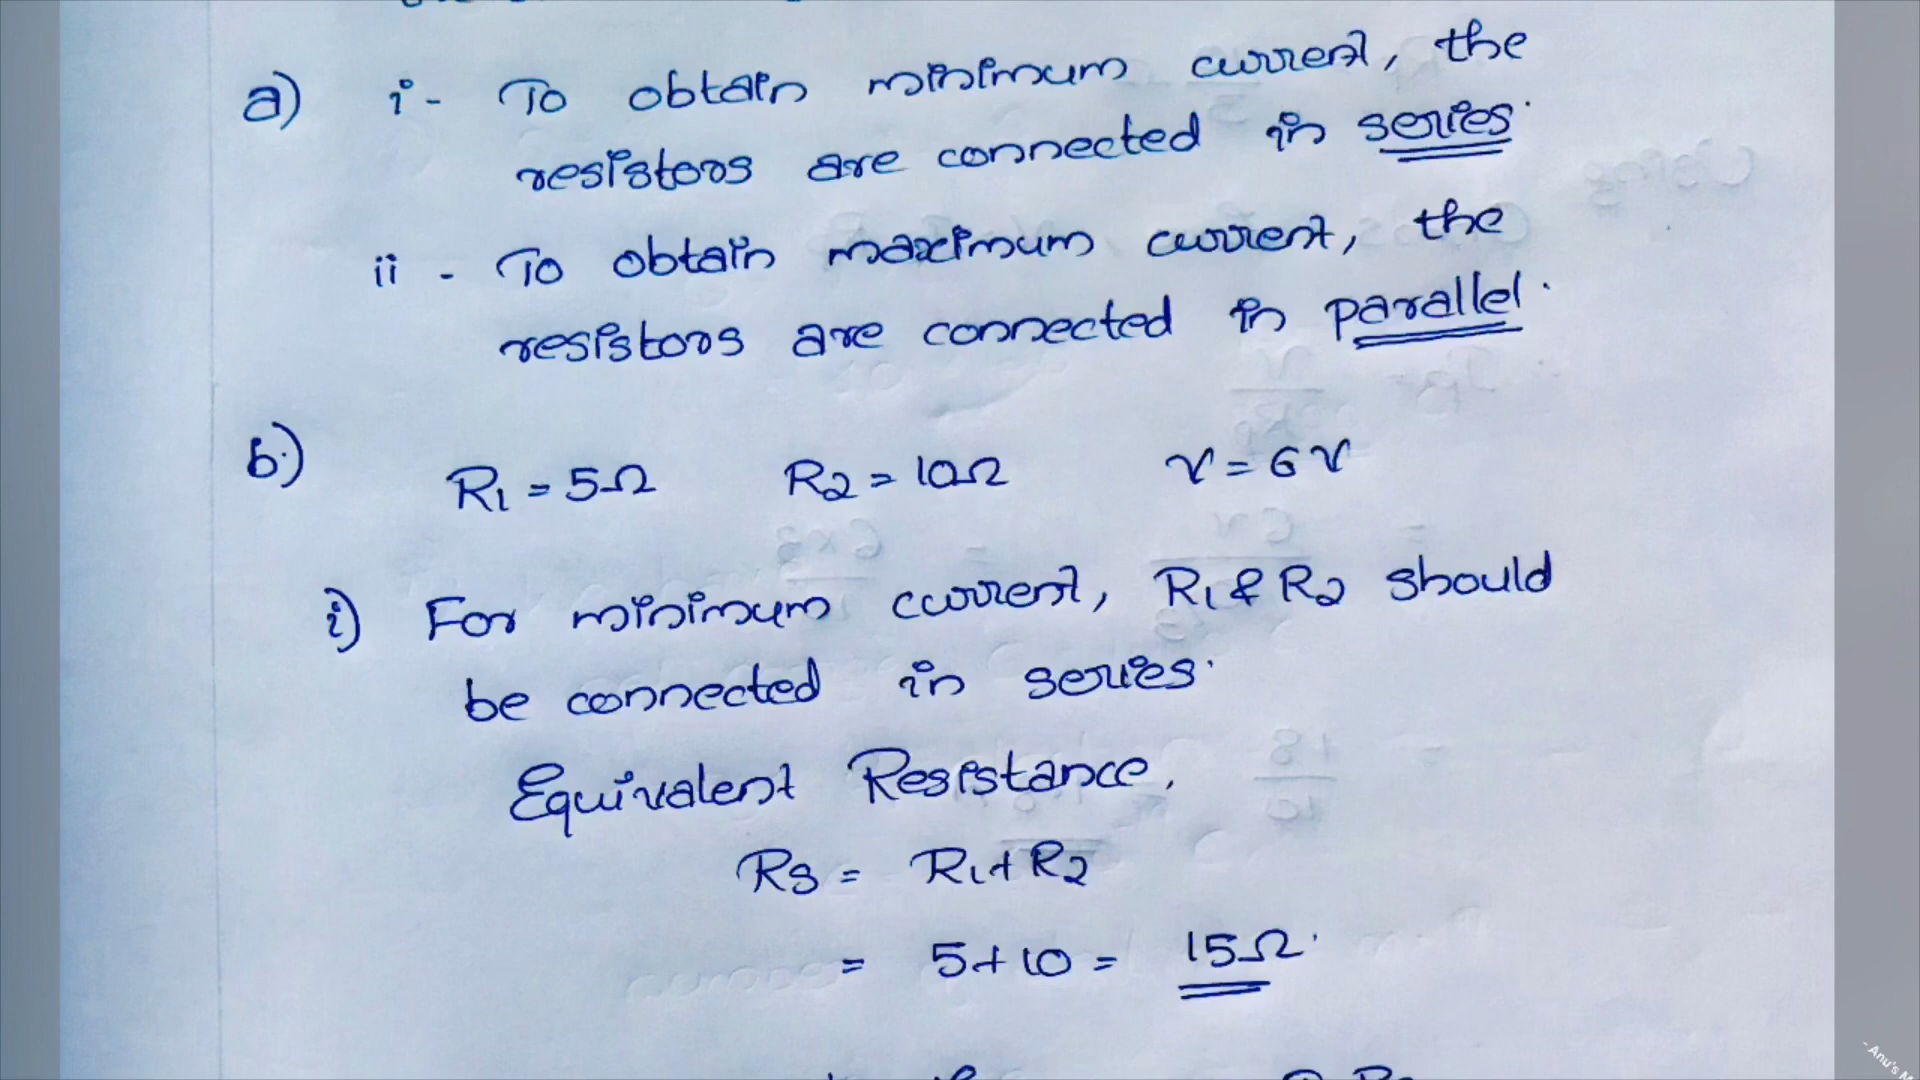 a) i - To obtain minimum current, the
resistors are connected in series.
ii - To obtain maximum current, the
resistors are connected in parallel.
b) R1 = 5Ω R2 = 10Ω V = 6V
i) For minimum current, R1 & R2 should
be connected in series.
Equivalent Resistance,
RS = R1 + R2
= 5 + 10 = 15Ω.
- Anu's